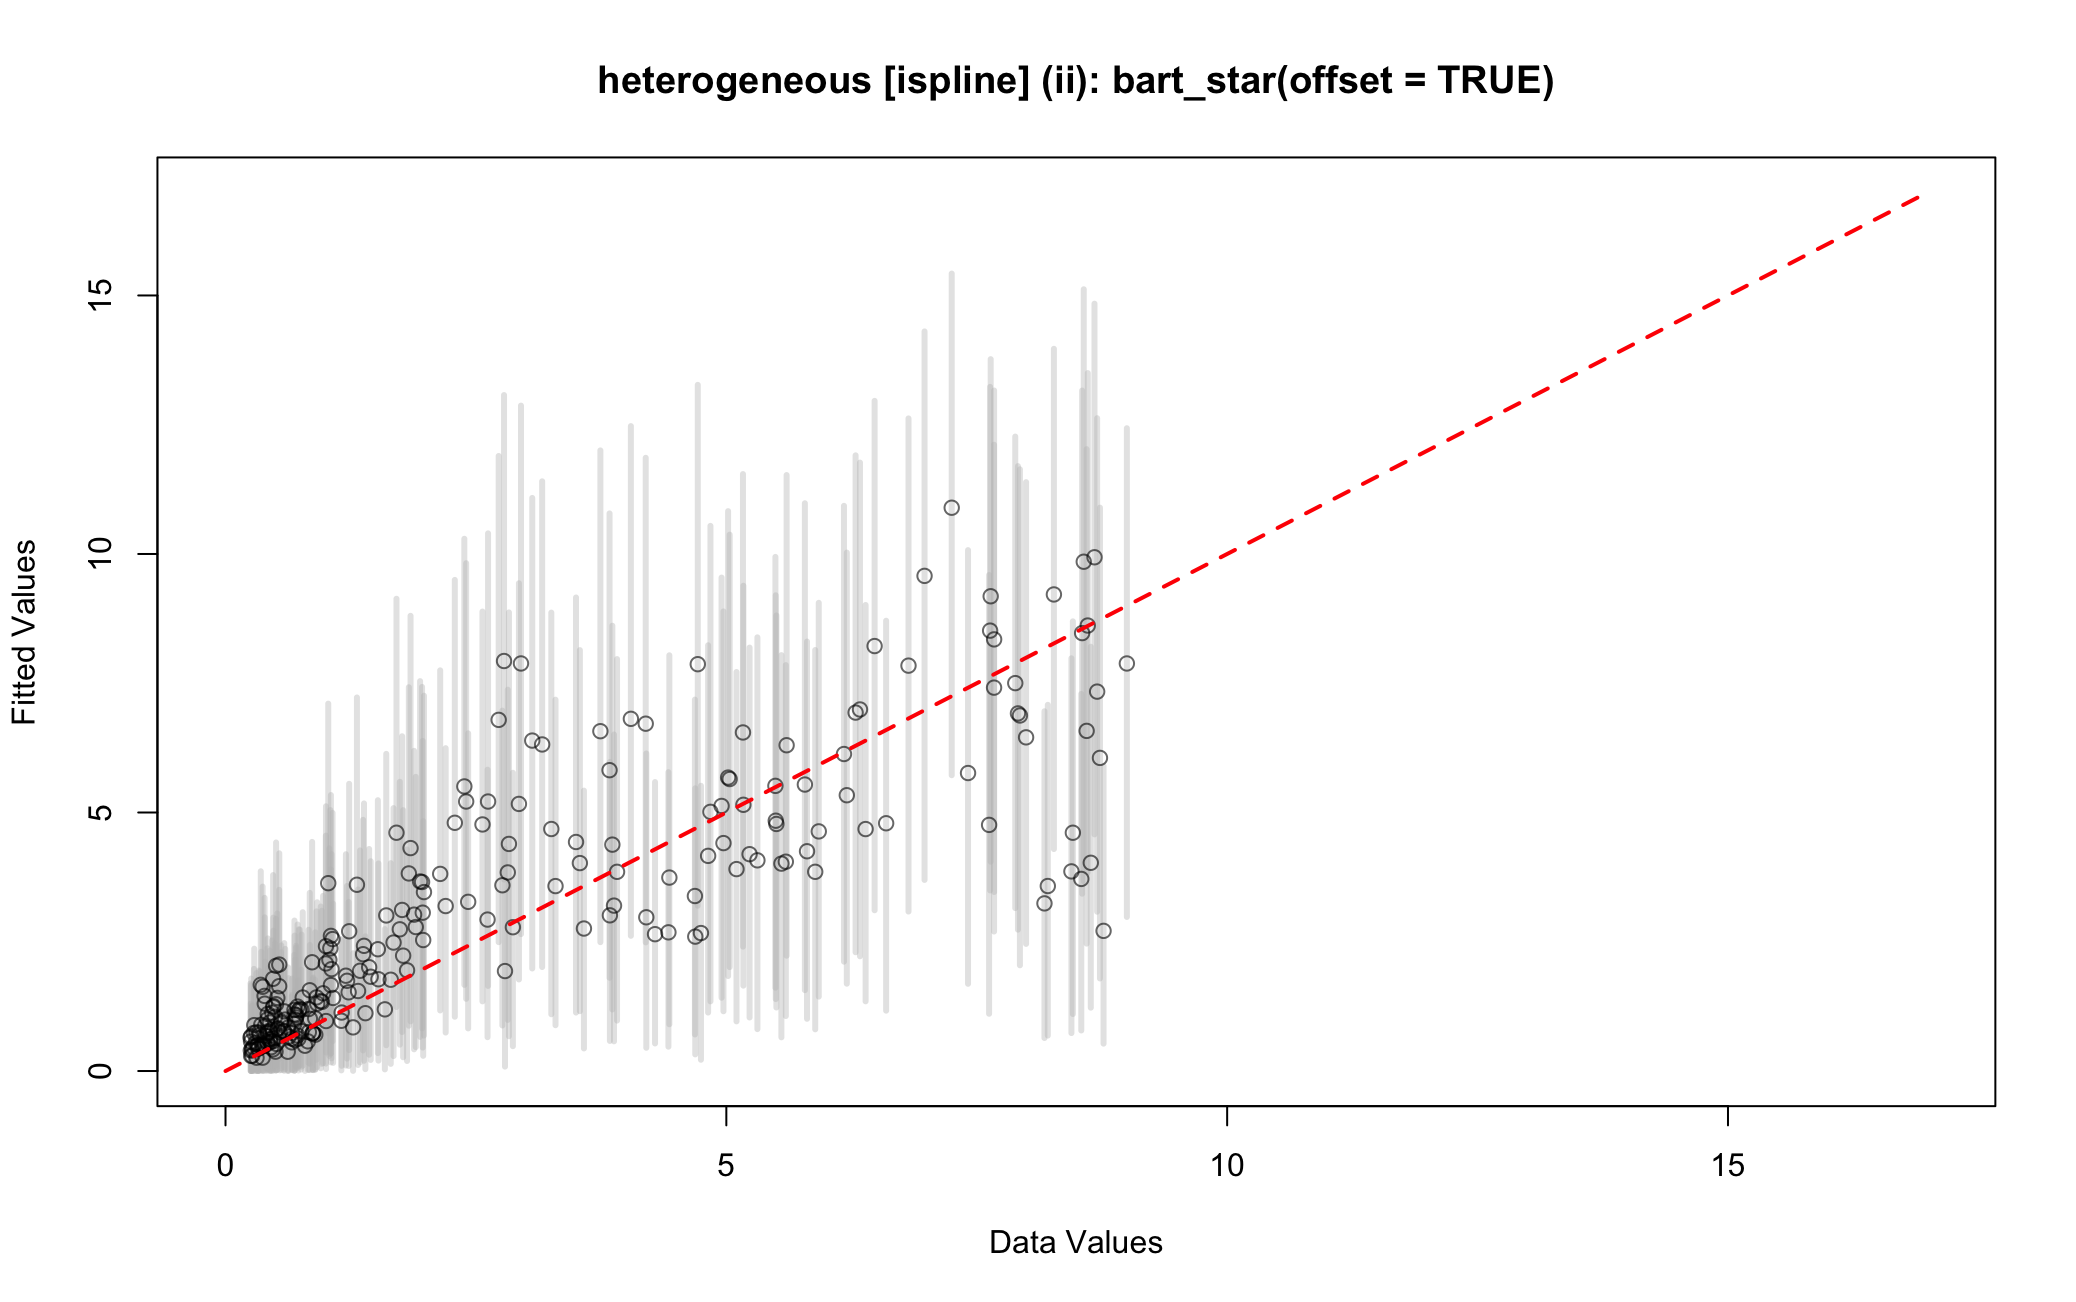 heterogeneous [ispline] (ii): bart_star(offset = TRUE)
Fitted Values
15
10
5
0
0 5 10 15
Data Values